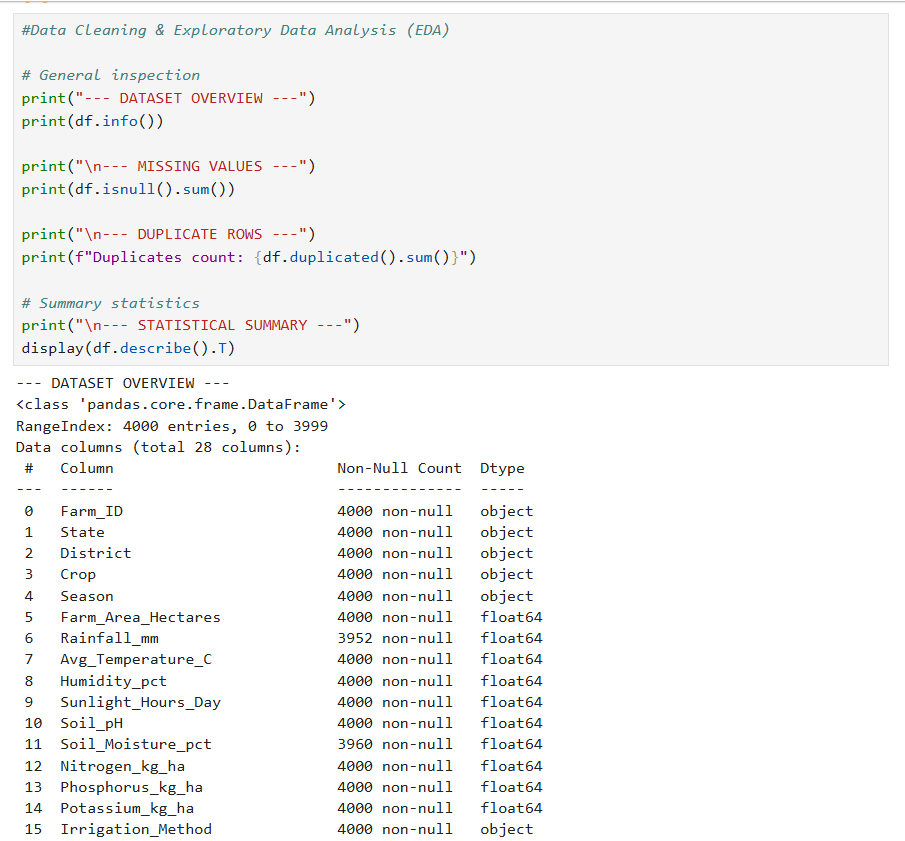 #Data Cleaning & Exploratory Data Analysis (EDA)
# General inspection
print("--- DATASET OVERVIEW ---")
print(df.info())
print("\n--- MISSING VALUES ---")
print(df.isnull().sum())
print("\n--- DUPLICATE ROWS ---")
print(f"Duplicates count: {df.duplicated().sum()}")
# Summary statistics
print("\n--- STATISTICAL SUMMARY ---")
display(df.describe().T)
--- DATASET OVERVIEW ---
<class 'pandas.core.frame.DataFrame'>
RangeIndex: 4000 entries, 0 to 3999
Data columns (total 28 columns):
 #   Column                         Non-Null Count  Dtype
---  ------                         --------------  -----
 0   Farm_ID                        4000 non-null   object
 1   State                          4000 non-null   object
 2   District                       4000 non-null   object
 3   Crop                           4000 non-null   object
 4   Season                         4000 non-null   object
 5   Farm_Area_Hectares             4000 non-null   float64
 6   Rainfall_mm                    3952 non-null   float64
 7   Avg_Temperature_C              4000 non-null   float64
 8   Humidity_pct                   4000 non-null   float64
 9   Sunlight_Hours_Day             4000 non-null   float64
 10  Soil_pH                        4000 non-null   float64
 11  Soil_Moisture_pct              3960 non-null   float64
 12  Nitrogen_kg_ha                 4000 non-null   float64
 13  Phosphorus_kg_ha               4000 non-null   float64
 14  Potassium_kg_ha                4000 non-null   float64
 15  Irrigation_Method              4000 non-null   object